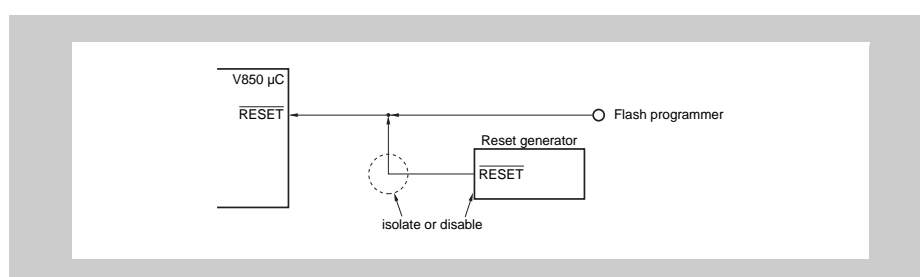 V850 µC
RESET
Flash programmer
Reset generator
RESET
isolate or disable